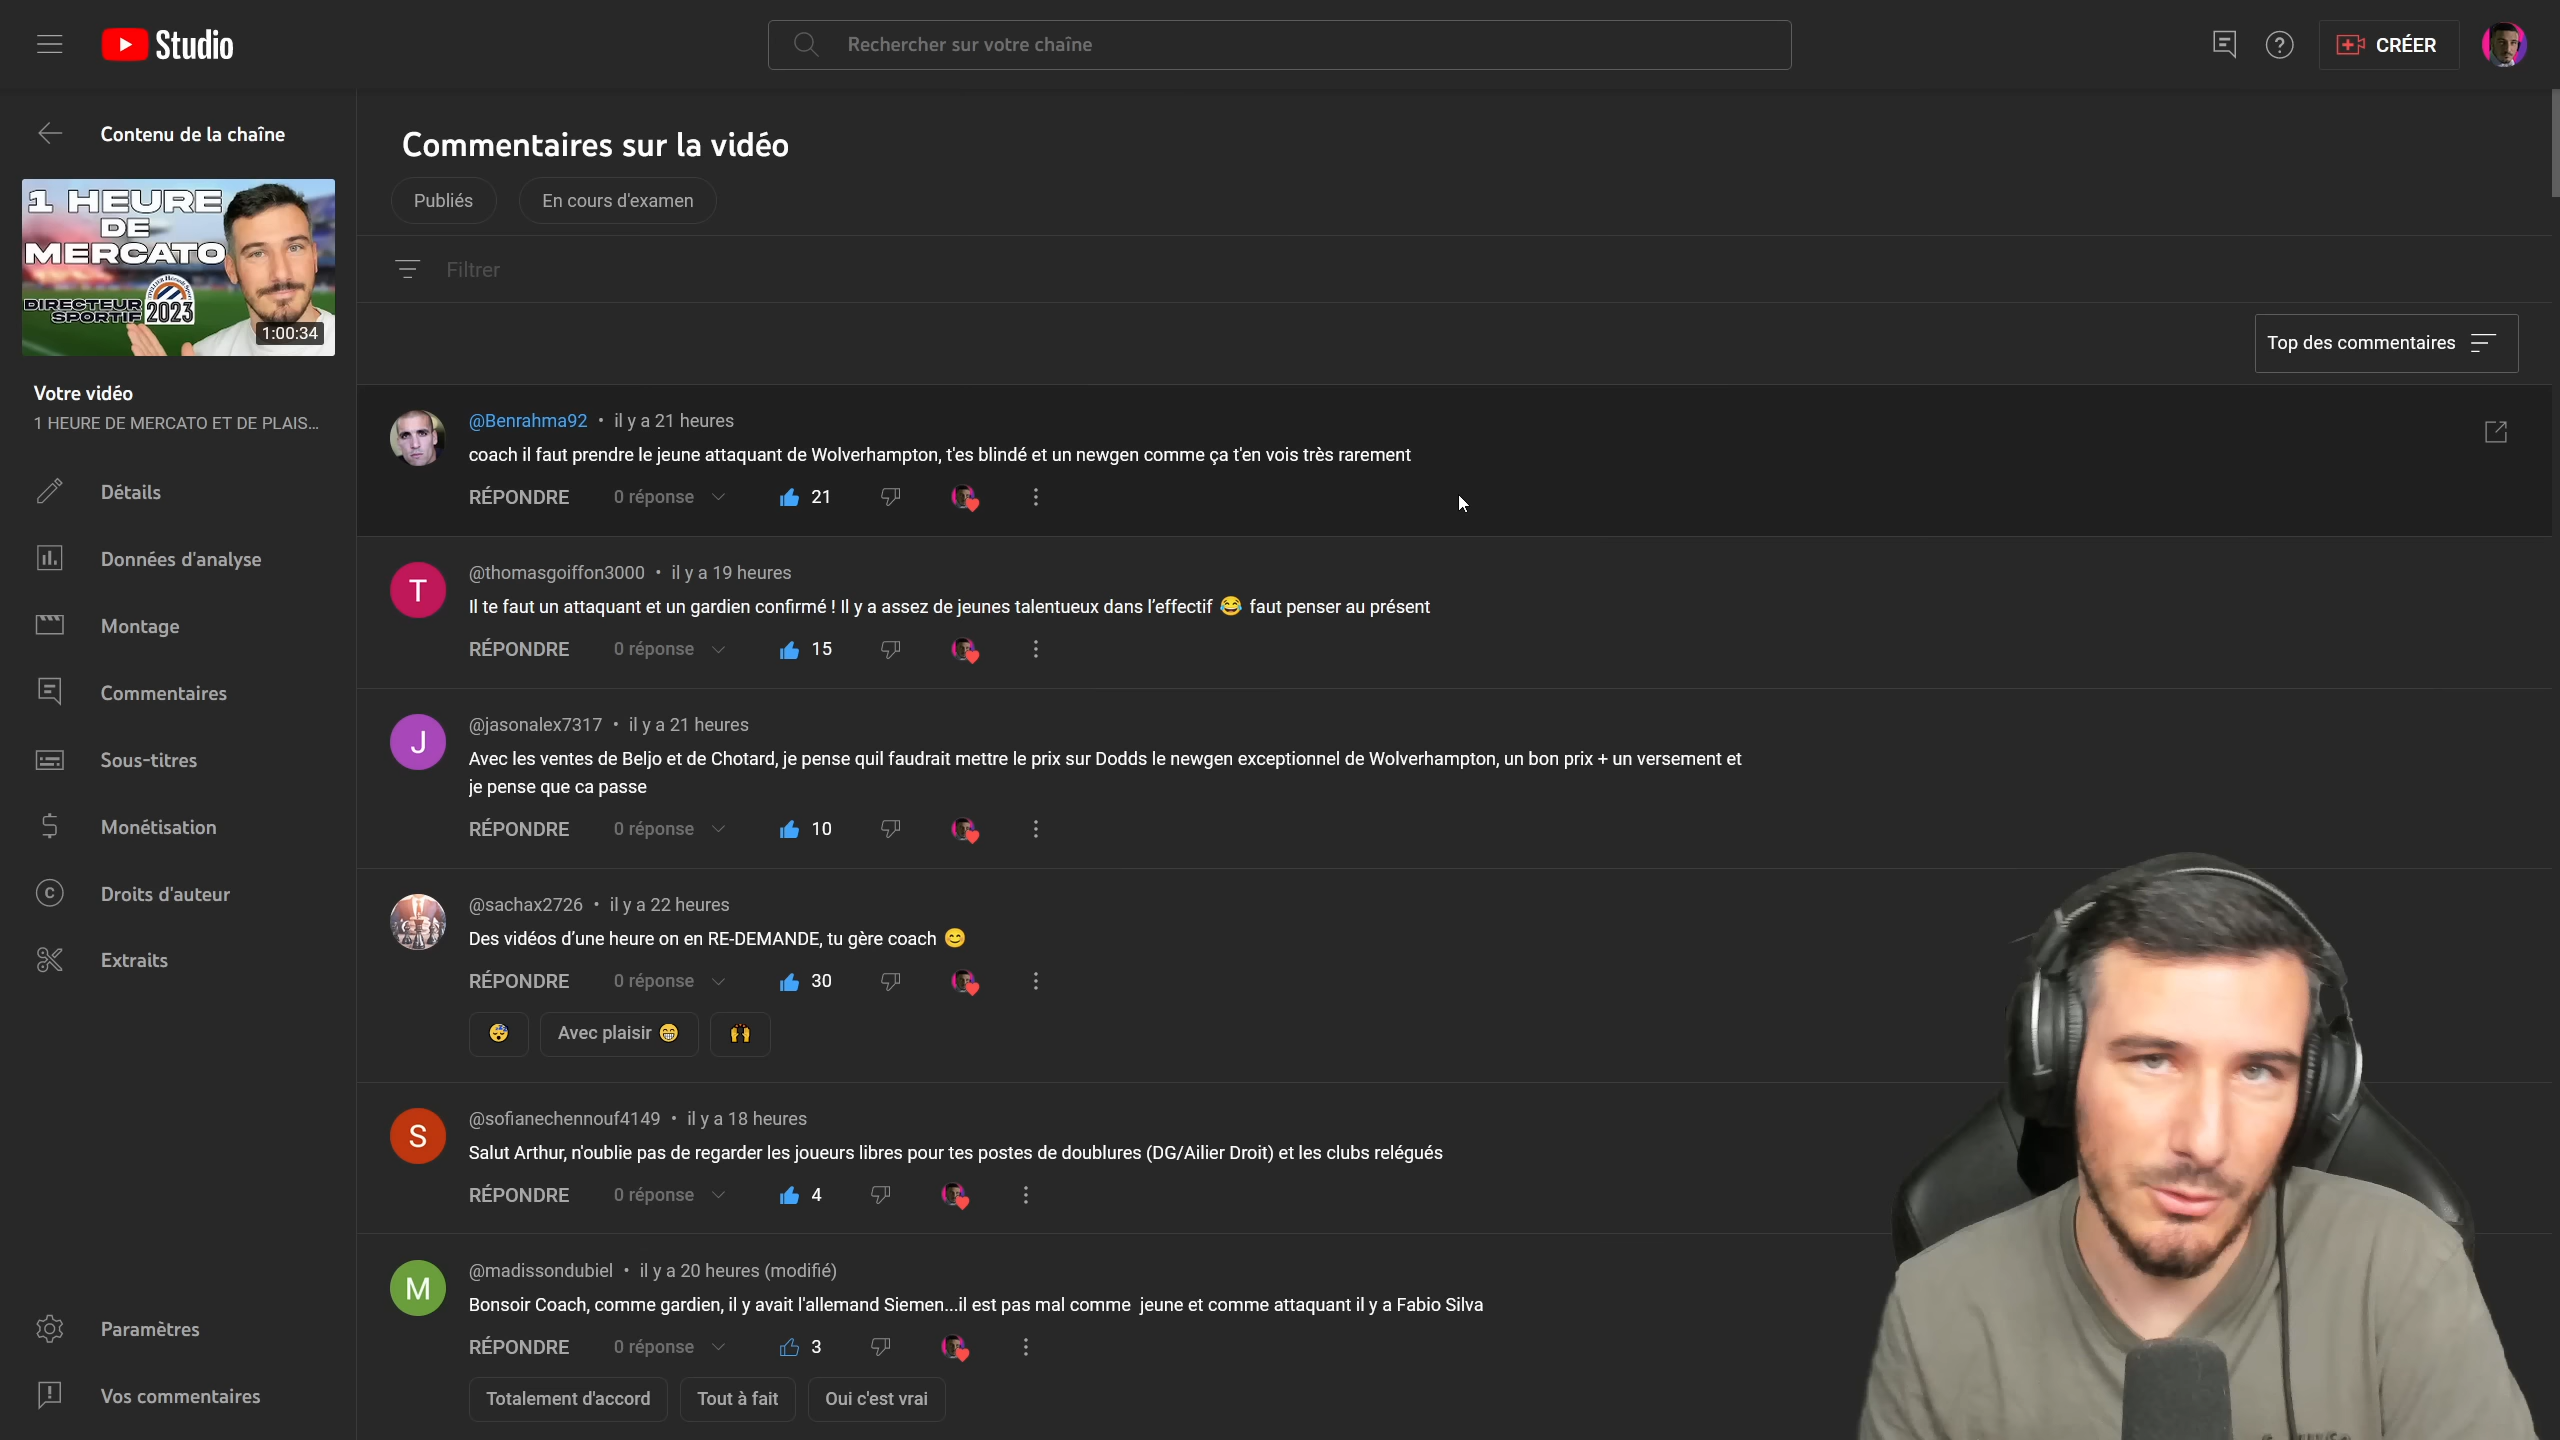 Studio
Rechercher sur votre chaîne
CRÉER
Contenu de la chaîne
1 HEURE
DE
MERCATO
DIRECTEUR
SPORTIF
2023
1:00:34
Votre vidéo
1 HEURE DE MERCATO ET DE PLAIS...
Détails
Données d'analyse
Montage
Commentaires
Sous-titres
Monétisation
Droits d'auteur
Extraits
Paramètres
Vos commentaires
Commentaires sur la vidéo
Publiés
En cours d'examen
Filtrer
Top des commentaires
@Benrahma92 • il y a 21 heures
coach il faut prendre le jeune attaquant de Wolverhampton, t'es blindé et un newgen comme ça t'en vois très rarement
RÉPONDRE 0 réponse 21
T
@thomasgoiffon3000 • il y a 19 heures
Il te faut un attaquant et un gardien confirmé ! Il y a assez de jeunes talentueux dans l’effectif 😂 faut penser au présent
RÉPONDRE 0 réponse 15
J
@jasonalex7317 • il y a 21 heures
Avec les ventes de Beljo et de Chotard, je pense quil faudrait mettre le prix sur Dodds le newgen exceptionnel de Wolverhampton, un bon prix + un versement et
je pense que ca passe
RÉPONDRE 0 réponse 10
@sachax2726 • il y a 22 heures
Des vidéos d’une heure on en RE-DEMANDE, tu gère coach 😊
RÉPONDRE 0 réponse 30
😴 Avec plaisir 😁 🙌
S
@sofianechennouf4149 • il y a 18 heures
Salut Arthur, n'oublie pas de regarder les joueurs libres pour tes postes de doublures (DG/Ailier Droit) et les clubs relégués
RÉPONDRE 0 réponse 4
M
@madissondubiel • il y a 20 heures (modifié)
Bonsoir Coach, comme gardien, il y avait l'allemand Siemen...il est pas mal comme jeune et comme attaquant il y a Fabio Silva
RÉPONDRE 0 réponse 3
Totalement d'accord Tout à fait Oui c'est vrai